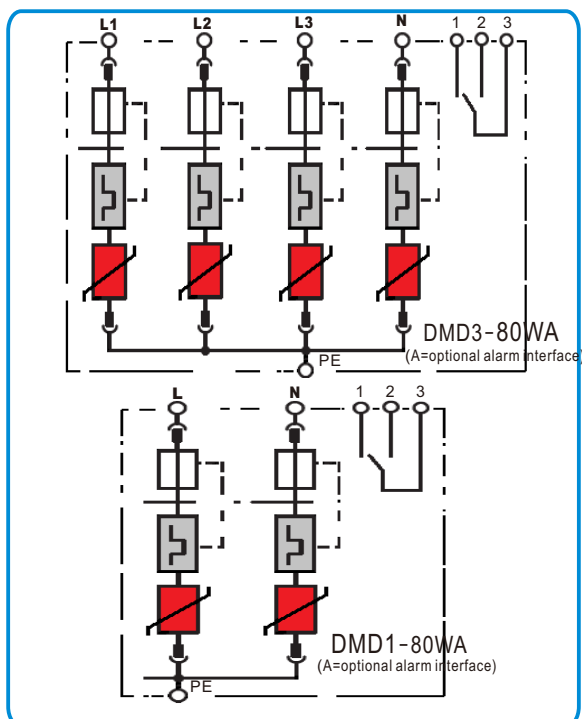 L1 L2 L3 N 1 2 3
DMD3-80WA
(A=optional alarm interface)
PE
L N 1 2 3
DMD1-80WA
(A=optional alarm interface)
PE